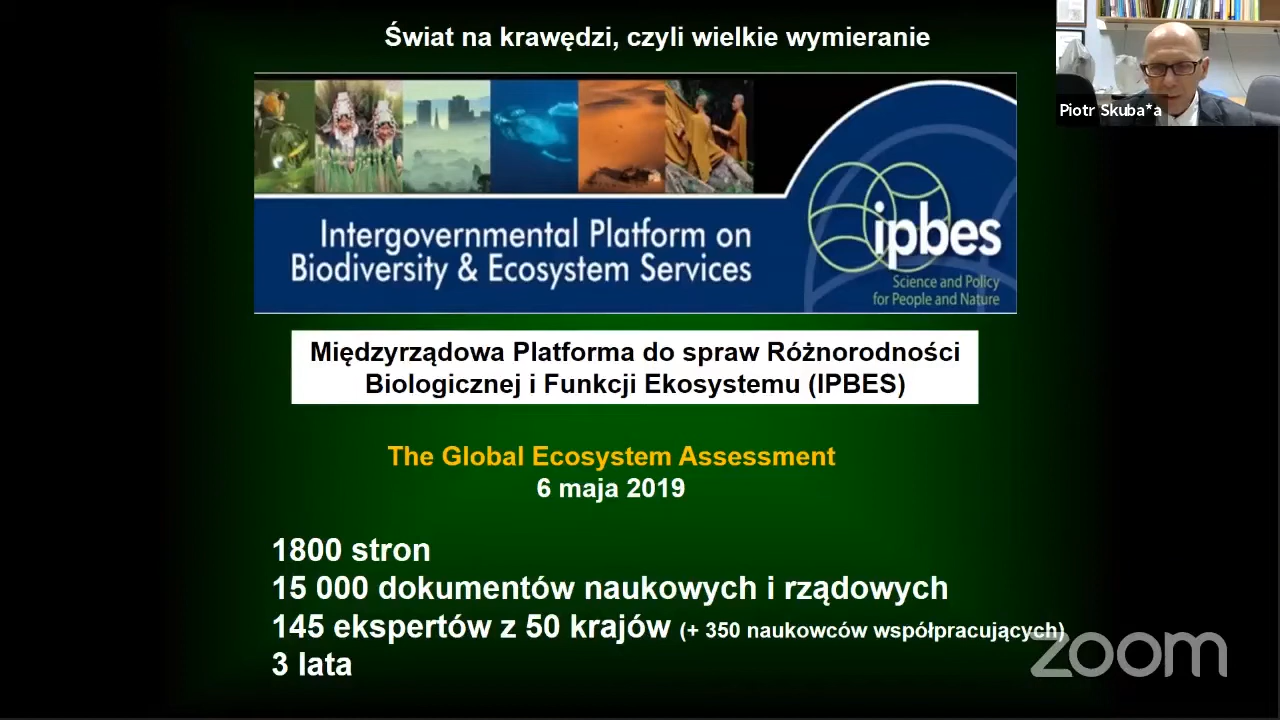 Świat na krawędzi, czyli wielkie wymieranie
Piotr Skuba*a
Intergovernmental Platform on
Biodiversity & Ecosystem Services
ipbes
Science and Policy
for People and Nature
Międzyrządowa Platforma do spraw Różnorodności
Biologicznej i Funkcji Ekosystemu (IPBES)
The Global Ecosystem Assessment
6 maja 2019
1800 stron
15 000 dokumentów naukowych i rządowych
145 ekspertów z 50 krajów (+ 350 naukowców współpracujących)
3 lata
zoom